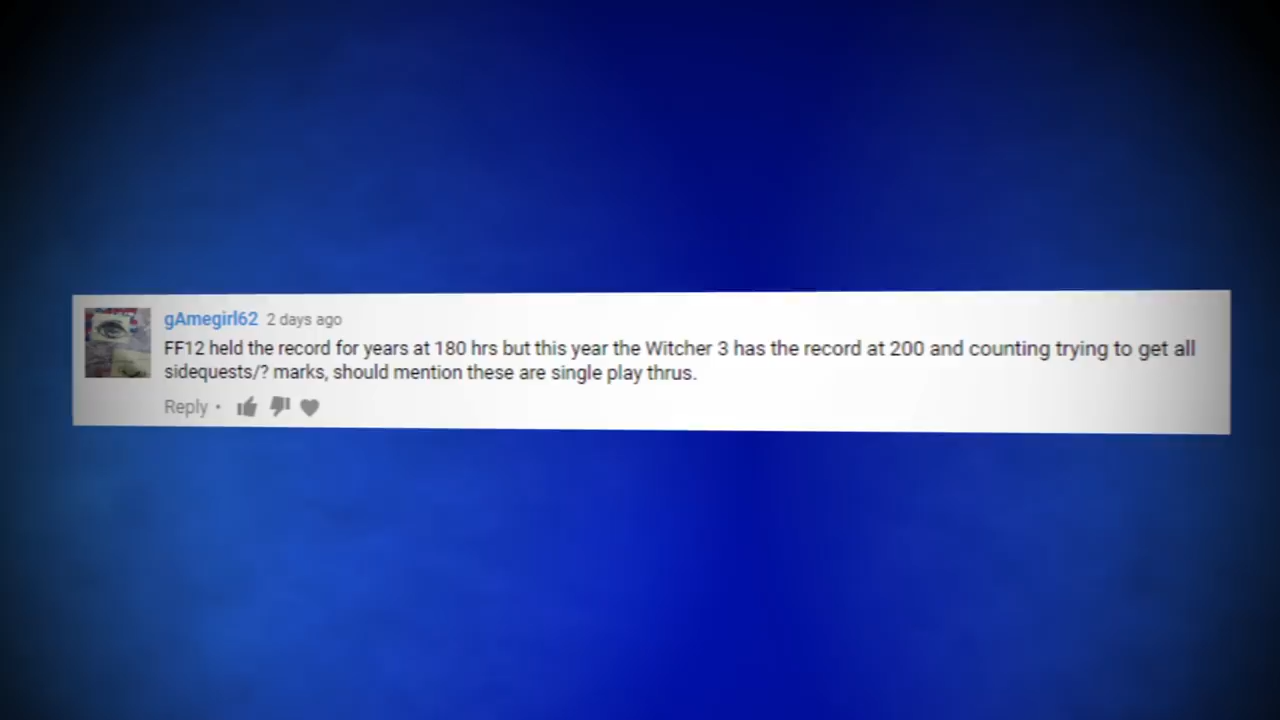 gAmegirl62 2 days ago
FF12 held the record for years at 180 hrs but this year the Witcher 3 has the record at 200 and counting trying to get all
sidequests/? marks, should mention these are single play thrus.
Reply •